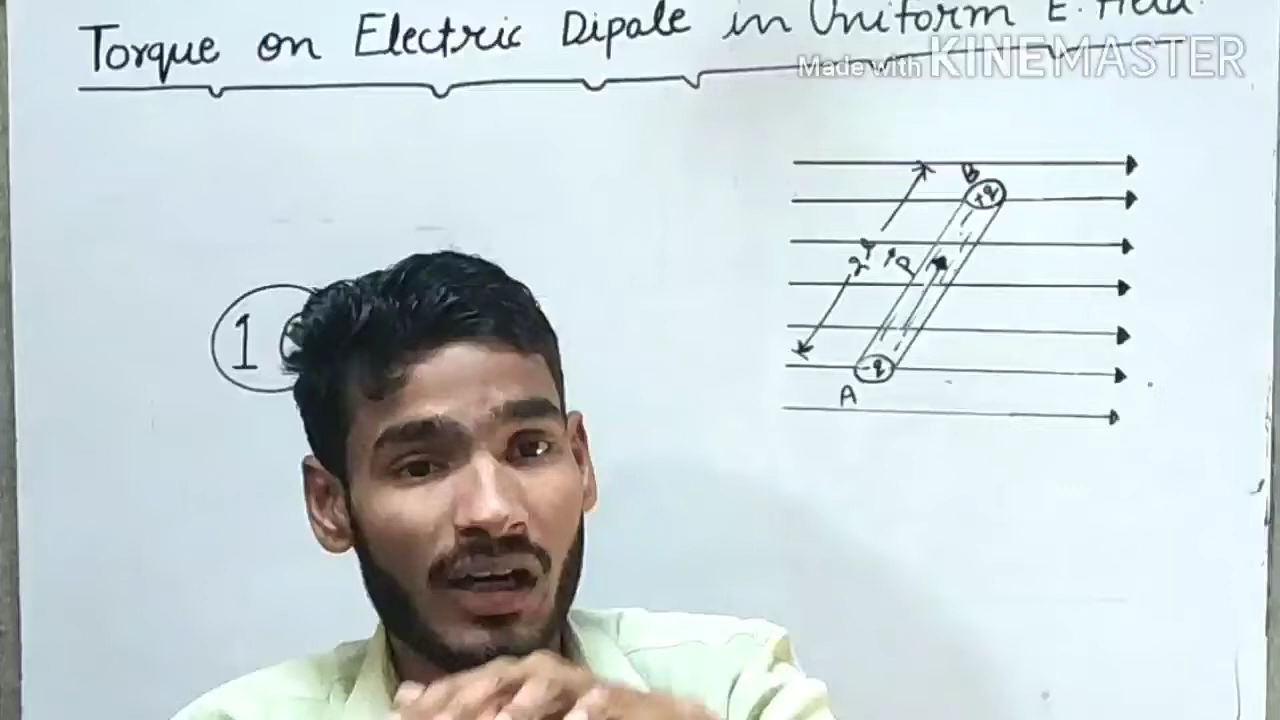 Torque on Electric Dipole in Uniform E. Field.
Made with KINEMASTER
B
+q
2l
P
1
-q
A